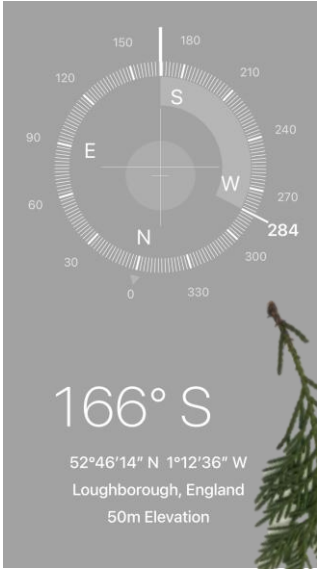 150 180
120 210
S
E 240
90
W 270
60 284
N 300
30
0 330
166° S
52°46′14″ N 1°12′36″ W
Loughborough, England
50m Elevation